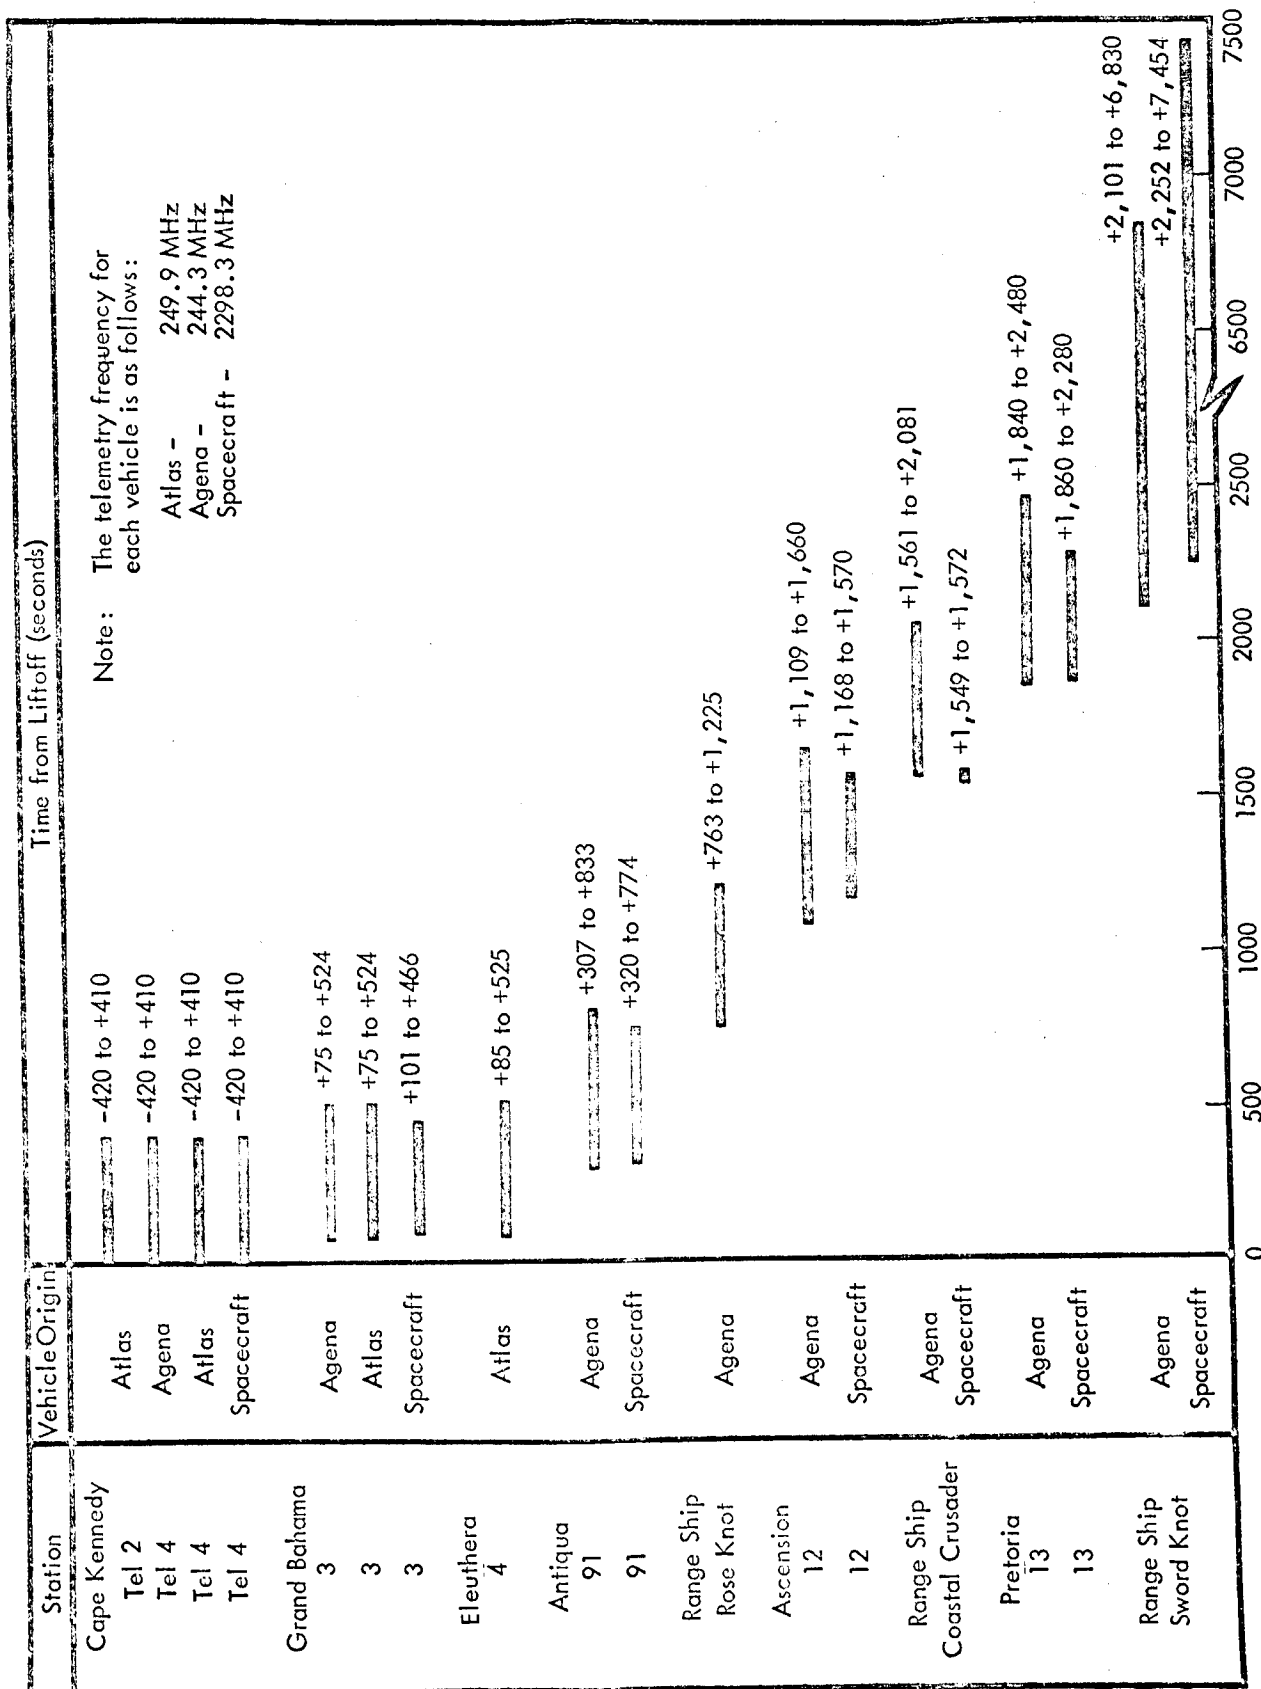 Station Vehicle Origin Time from Liftoff (seconds)
Note: The telemetry frequency for
each vehicle is as follows:
Atlas - 249.9 MHz
Agena - 244.3 MHz
Spacecraft - 2298.3 MHz
Cape Kennedy
Tel 2 Atlas -420 to +410
Tel 4 Agena -420 to +410
Tel 4 Atlas -420 to +410
Tel 4 Spacecraft -420 to +410
Grand Bahama
3 Agena +75 to +524
3 Atlas +75 to +524
3 Spacecraft +101 to +466
Eleuthera
4 Atlas +85 to +525
Antiqua
91 Agena +307 to +833
91 Spacecraft +320 to +774
Range Ship
Rose Knot Agena +763 to +1,225
Ascension
12 Agena +1,109 to +1,660
12 Spacecraft +1,168 to +1,570
Range Ship Agena +1,561 to +2,081
Coastal Crusader Spacecraft +1,549 to +1,572
Pretoria
13 Agena +1,840 to +2,480
13 Spacecraft +1,860 to +2,280
Range Ship Agena +2,101 to +6,830
Sword Knot Spacecraft +2,252 to +7,454
0 500 1000 1500 2000 2500 6500 7000 7500